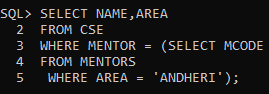 SQL> SELECT NAME,AREA
2 FROM CSE
3 WHERE MENTOR = (SELECT MCODE
4 FROM MENTORS
5 WHERE AREA = 'ANDHERI');